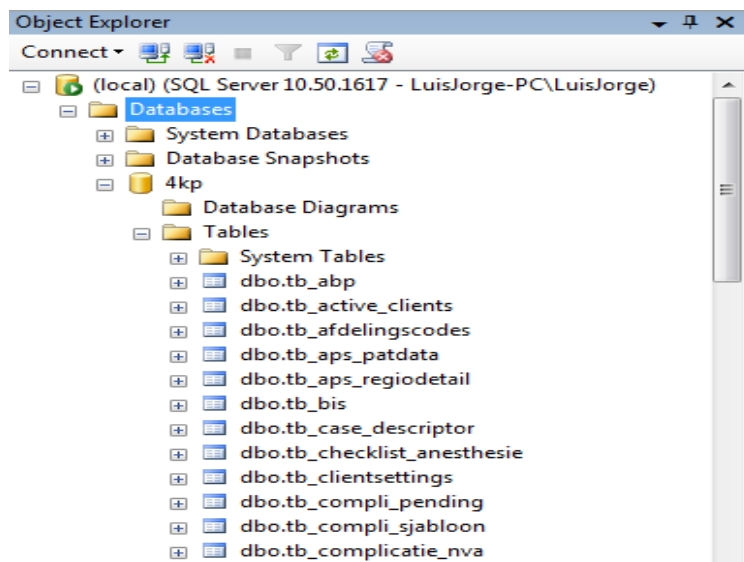 Object Explorer
Connect
(local) (SQL Server 10.50.1617 - LuisJorge-PC\LuisJorge)
Databases
System Databases
Database Snapshots
4kp
Database Diagrams
Tables
System Tables
dbo.tb_abp
dbo.tb_active_clients
dbo.tb_afdelingscodes
dbo.tb_aps_patdata
dbo.tb_aps_regiodetail
dbo.tb_bis
dbo.tb_case_descriptor
dbo.tb_checklist_anesthesie
dbo.tb_clientsettings
dbo.tb_compli_pending
dbo.tb_compli_sjabloon
dbo.tb_complicatie_nva